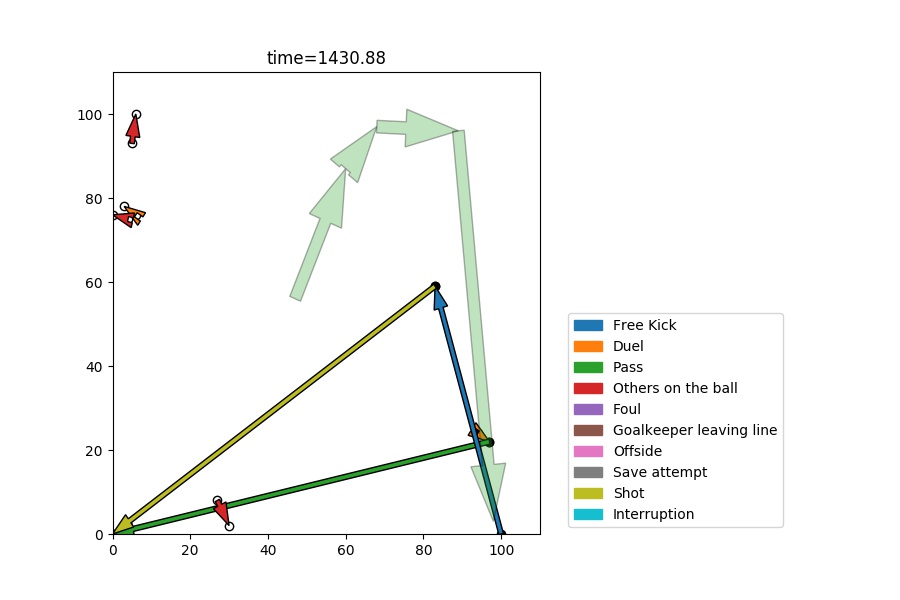 time=1430.88
100
80
60
40
20
0
0 20 40 60 80 100
Free Kick
Duel
Pass
Others on the ball
Foul
Goalkeeper leaving line
Offside
Save attempt
Shot
Interruption